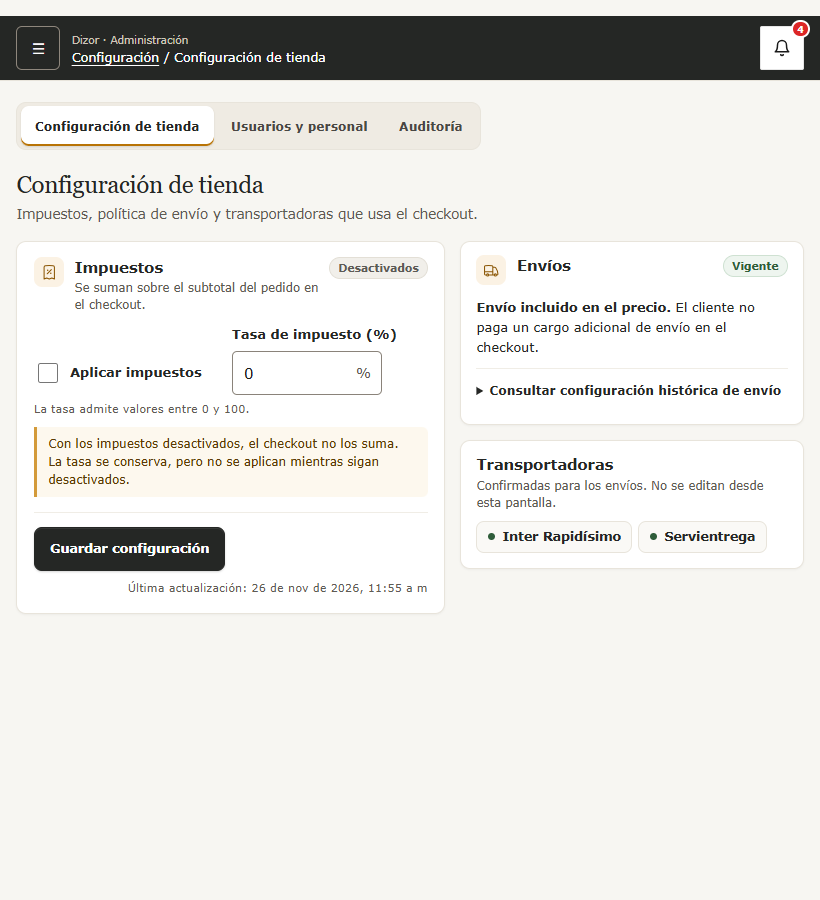 Dizor · Administración
Configuración / Configuración de tienda
4
Configuración de tienda
Usuarios y personal
Auditoría
Configuración de tienda
Impuestos, política de envío y transportadoras que usa el checkout.
Impuestos
Desactivados
Se suman sobre el subtotal del pedido en
el checkout.
Tasa de impuesto (%)
Aplicar impuestos
0 %
La tasa admite valores entre 0 y 100.
Con los impuestos desactivados, el checkout no los suma.
La tasa se conserva, pero no se aplican mientras sigan
desactivados.
Guardar configuración
Última actualización: 26 de nov de 2026, 11:55 a m
Envíos
Vigente
Envío incluido en el precio. El cliente no
paga un cargo adicional de envío en el
checkout.
Consultar configuración histórica de envío
Transportadoras
Confirmadas para los envíos. No se editan desde
esta pantalla.
Inter Rapidísimo
Servientrega